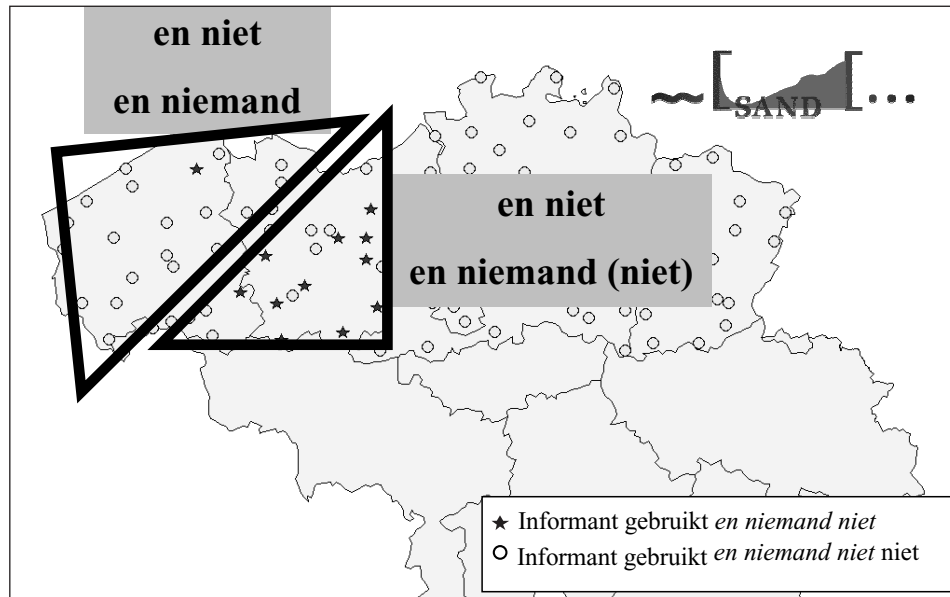 en niet
en niemand
SAND
en niet
en niemand (niet)
Informant gebruikt en niemand niet
Informant gebruikt en niemand niet niet